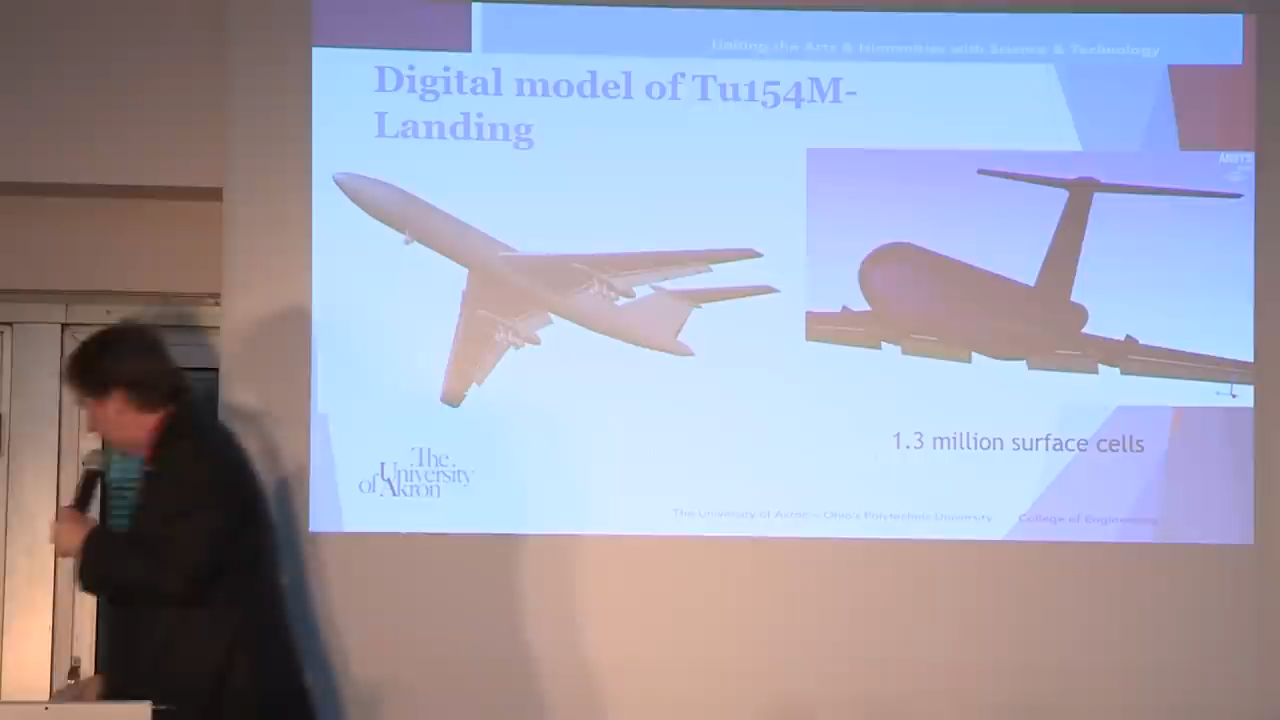 Uniting the Arts & Humanities with Science & Technology
Digital model of Tu154M-
Landing
ANSYS
1.3 million surface cells
The
University
of Akron
The University of Akron – Ohio's Polytechnic University
College of Engineering